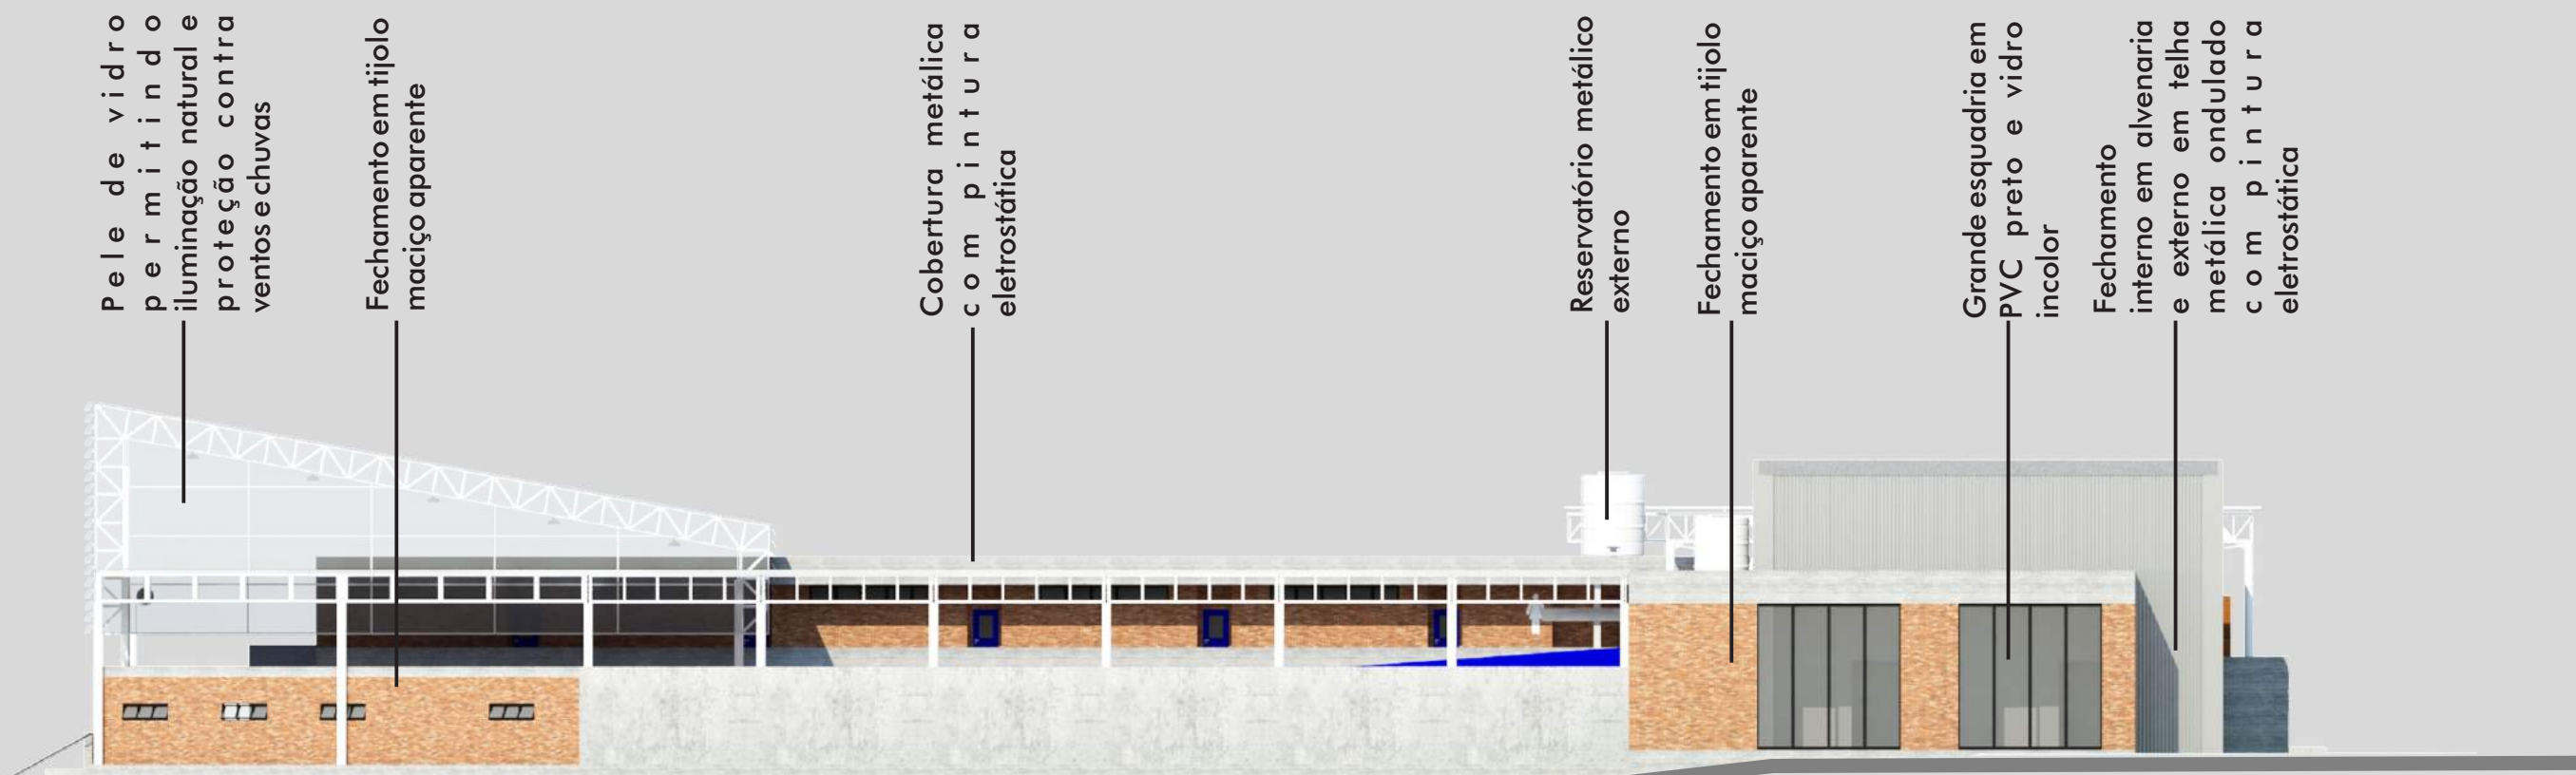 Pele de vidro
permitindo
iluminação natural e
proteção contra
ventos e chuvas
Fechamento em tijolo
maciço aparente
Cobertura metálica
com pintura
eletrostática
Reservatório metálico
externo
Fechamento em tijolo
maciço aparente
Grande esquadria em
PVC preto e vidro
incolor
Fechamento
interno em alvenaria
e externo em telha
metálica ondulado
com pintura
eletrostática